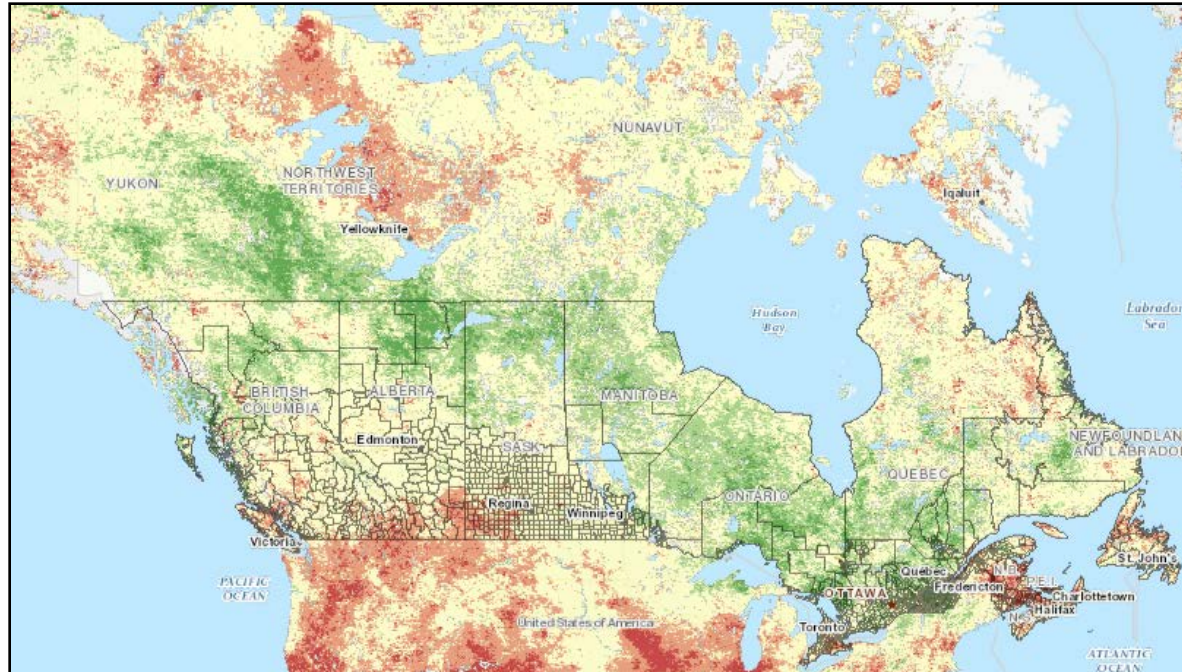 NUNAVUT
YUKON
NORTHWEST
TERRITORIES
Iqaluit
Yellowknife
Hudson
Bay
Labrador
Sea
BRITISH
COLUMBIA
ALBERTA
MANITOBA
Edmonton
SASK
NEWFOUNDLAN
AND LABRADOR
QUEBEC
ONTARIO
Regina
Winnipeg
Victoria
St. John's
Québec
N.B.
Fredericton
P.E.I.
PACIFIC
OCEAN
OTTAWA
Charlottetown
Halifax
N.S.
United States of America
Toronto
ATLANTIC
OCEAN